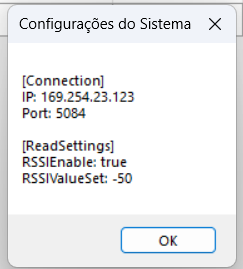 Configurações do Sistema
[Connection]
IP: 169.254.23.123
Port: 5084
[ReadSettings]
RSSIEnable: true
RSSIValueSet: -50
OK